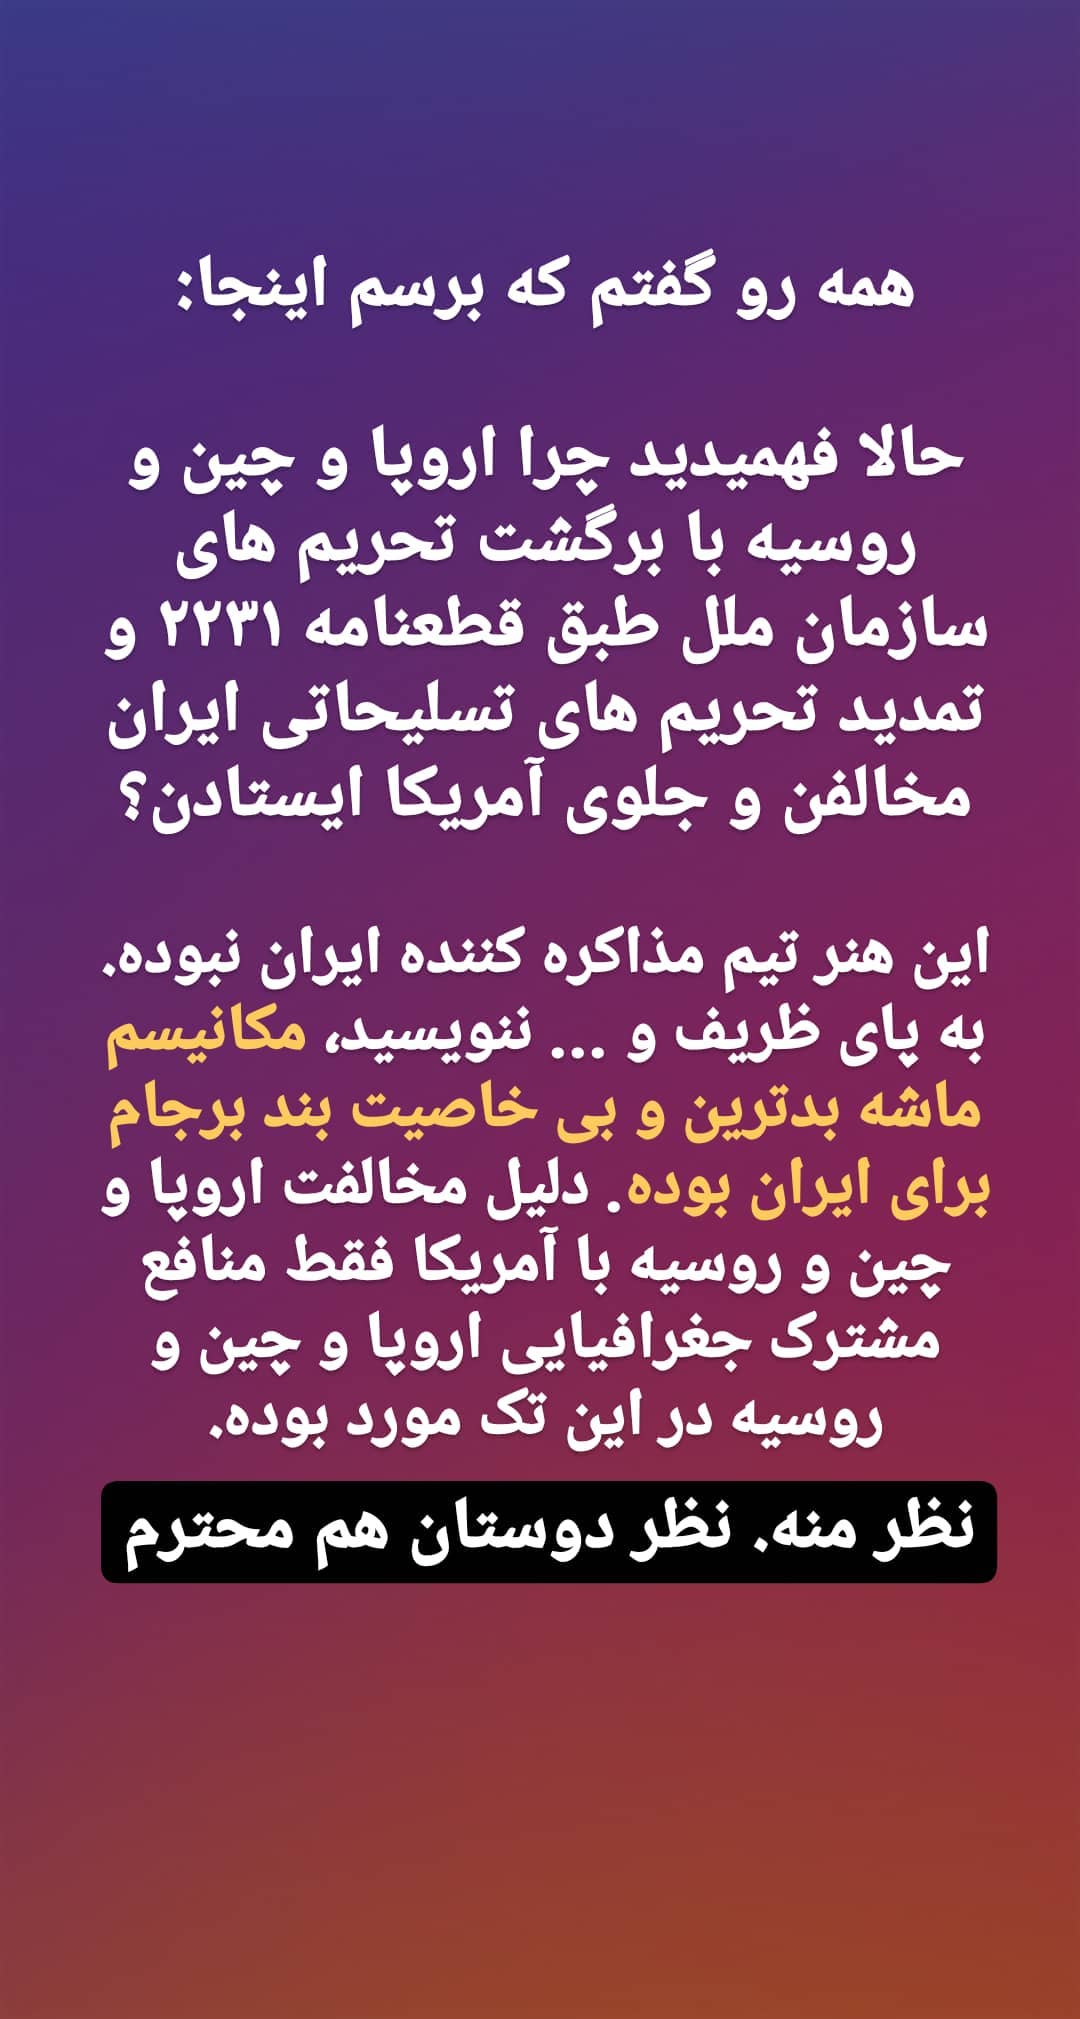 همه رو گفتم که برسم اینجا:
حالا فهمیدید چرا اروپا و چین و
روسیه با برگشت تحریم های
سازمان ملل طبق قطعنامه ۲۲۳۱ و
تمدید تحریم های تسلیحاتی ایران
مخالفن و جلوی آمریکا ایستادن؟
این هنر تیم مذاکره کننده ایران نبوده.
به پای ظریف و ... ننویسید، مکانیسم
ماشه بدترین و بی خاصیت بند برجام
برای ایران بوده. دلیل مخالفت اروپا و
چین و روسیه با آمریکا فقط منافع
مشترک جغرافیایی اروپا و چین و
روسیه در این تک مورد بوده.
نظر منه. نظر دوستان هم محترم